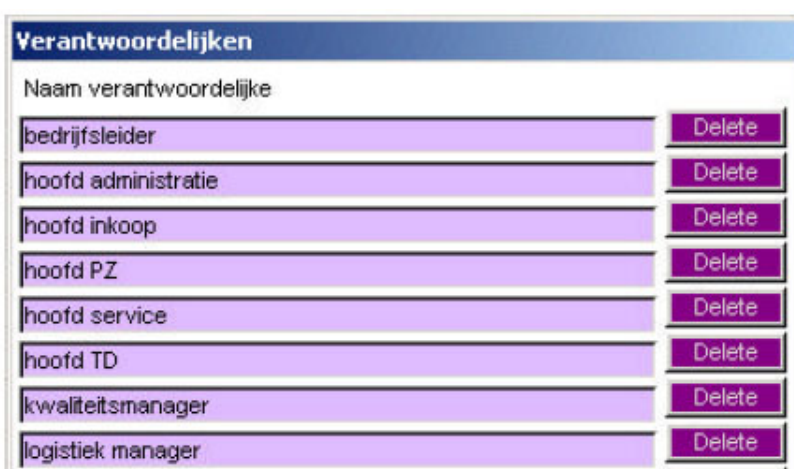 Verantwoordelijken
Naam verantwoordelijke
bedrijfsleider Delete
hoofd administratie Delete
hoofd inkoop Delete
hoofd PZ Delete
hoofd service Delete
hoofd TD Delete
kwaliteitsmanager Delete
logistiek manager Delete